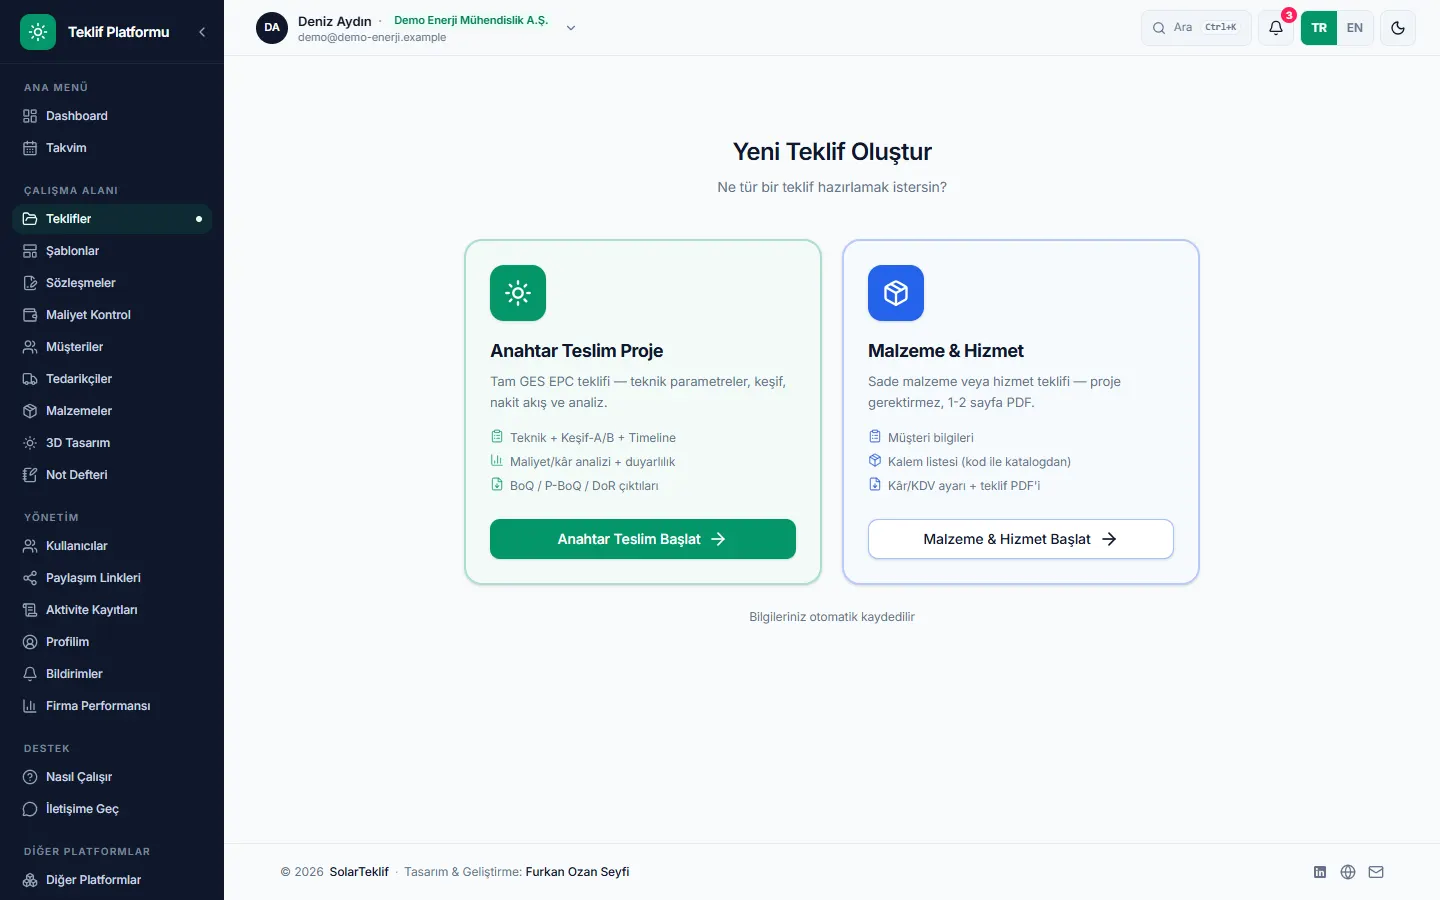 Teklif Platformu
ANA MENÜ
Dashboard
Takvim
ÇALIŞMA ALANI
Teklifler
Şablonlar
Sözleşmeler
Maliyet Kontrol
Müşteriler
Tedarikçiler
Malzemeler
3D Tasarım
Not Defteri
YÖNETİM
Kullanıcılar
Paylaşım Linkleri
Aktivite Kayıtları
Profilim
Bildirimler
Firma Performansı
DESTEK
Nasıl Çalışır
İletişime Geç
DİĞER PLATFORMLAR
Diğer Platformlar
DA
Deniz Aydın · Demo Enerji Mühendislik A.Ş.
demo@demo-enerji.example
Ara Ctrl+K
3
TR EN
Yeni Teklif Oluştur
Ne tür bir teklif hazırlamak istersin?
Anahtar Teslim Proje
Tam GES EPC teklifi — teknik parametreler, keşif,
nakit akış ve analiz.
Teknik + Keşif-A/B + Timeline
Maliyet/kâr analizi + duyarlılık
BoQ / P-BoQ / DoR çıktıları
Anahtar Teslim Başlat
Malzeme & Hizmet
Sade malzeme veya hizmet teklifi — proje
gerektirmez, 1-2 sayfa PDF.
Müşteri bilgileri
Kalem listesi (kod ile katalogdan)
Kâr/KDV ayarı + teklif PDF'i
Malzeme & Hizmet Başlat
Bilgileriniz otomatik kaydedilir
© 2026 SolarTeklif · Tasarım & Geliştirme: Furkan Ozan Seyfi